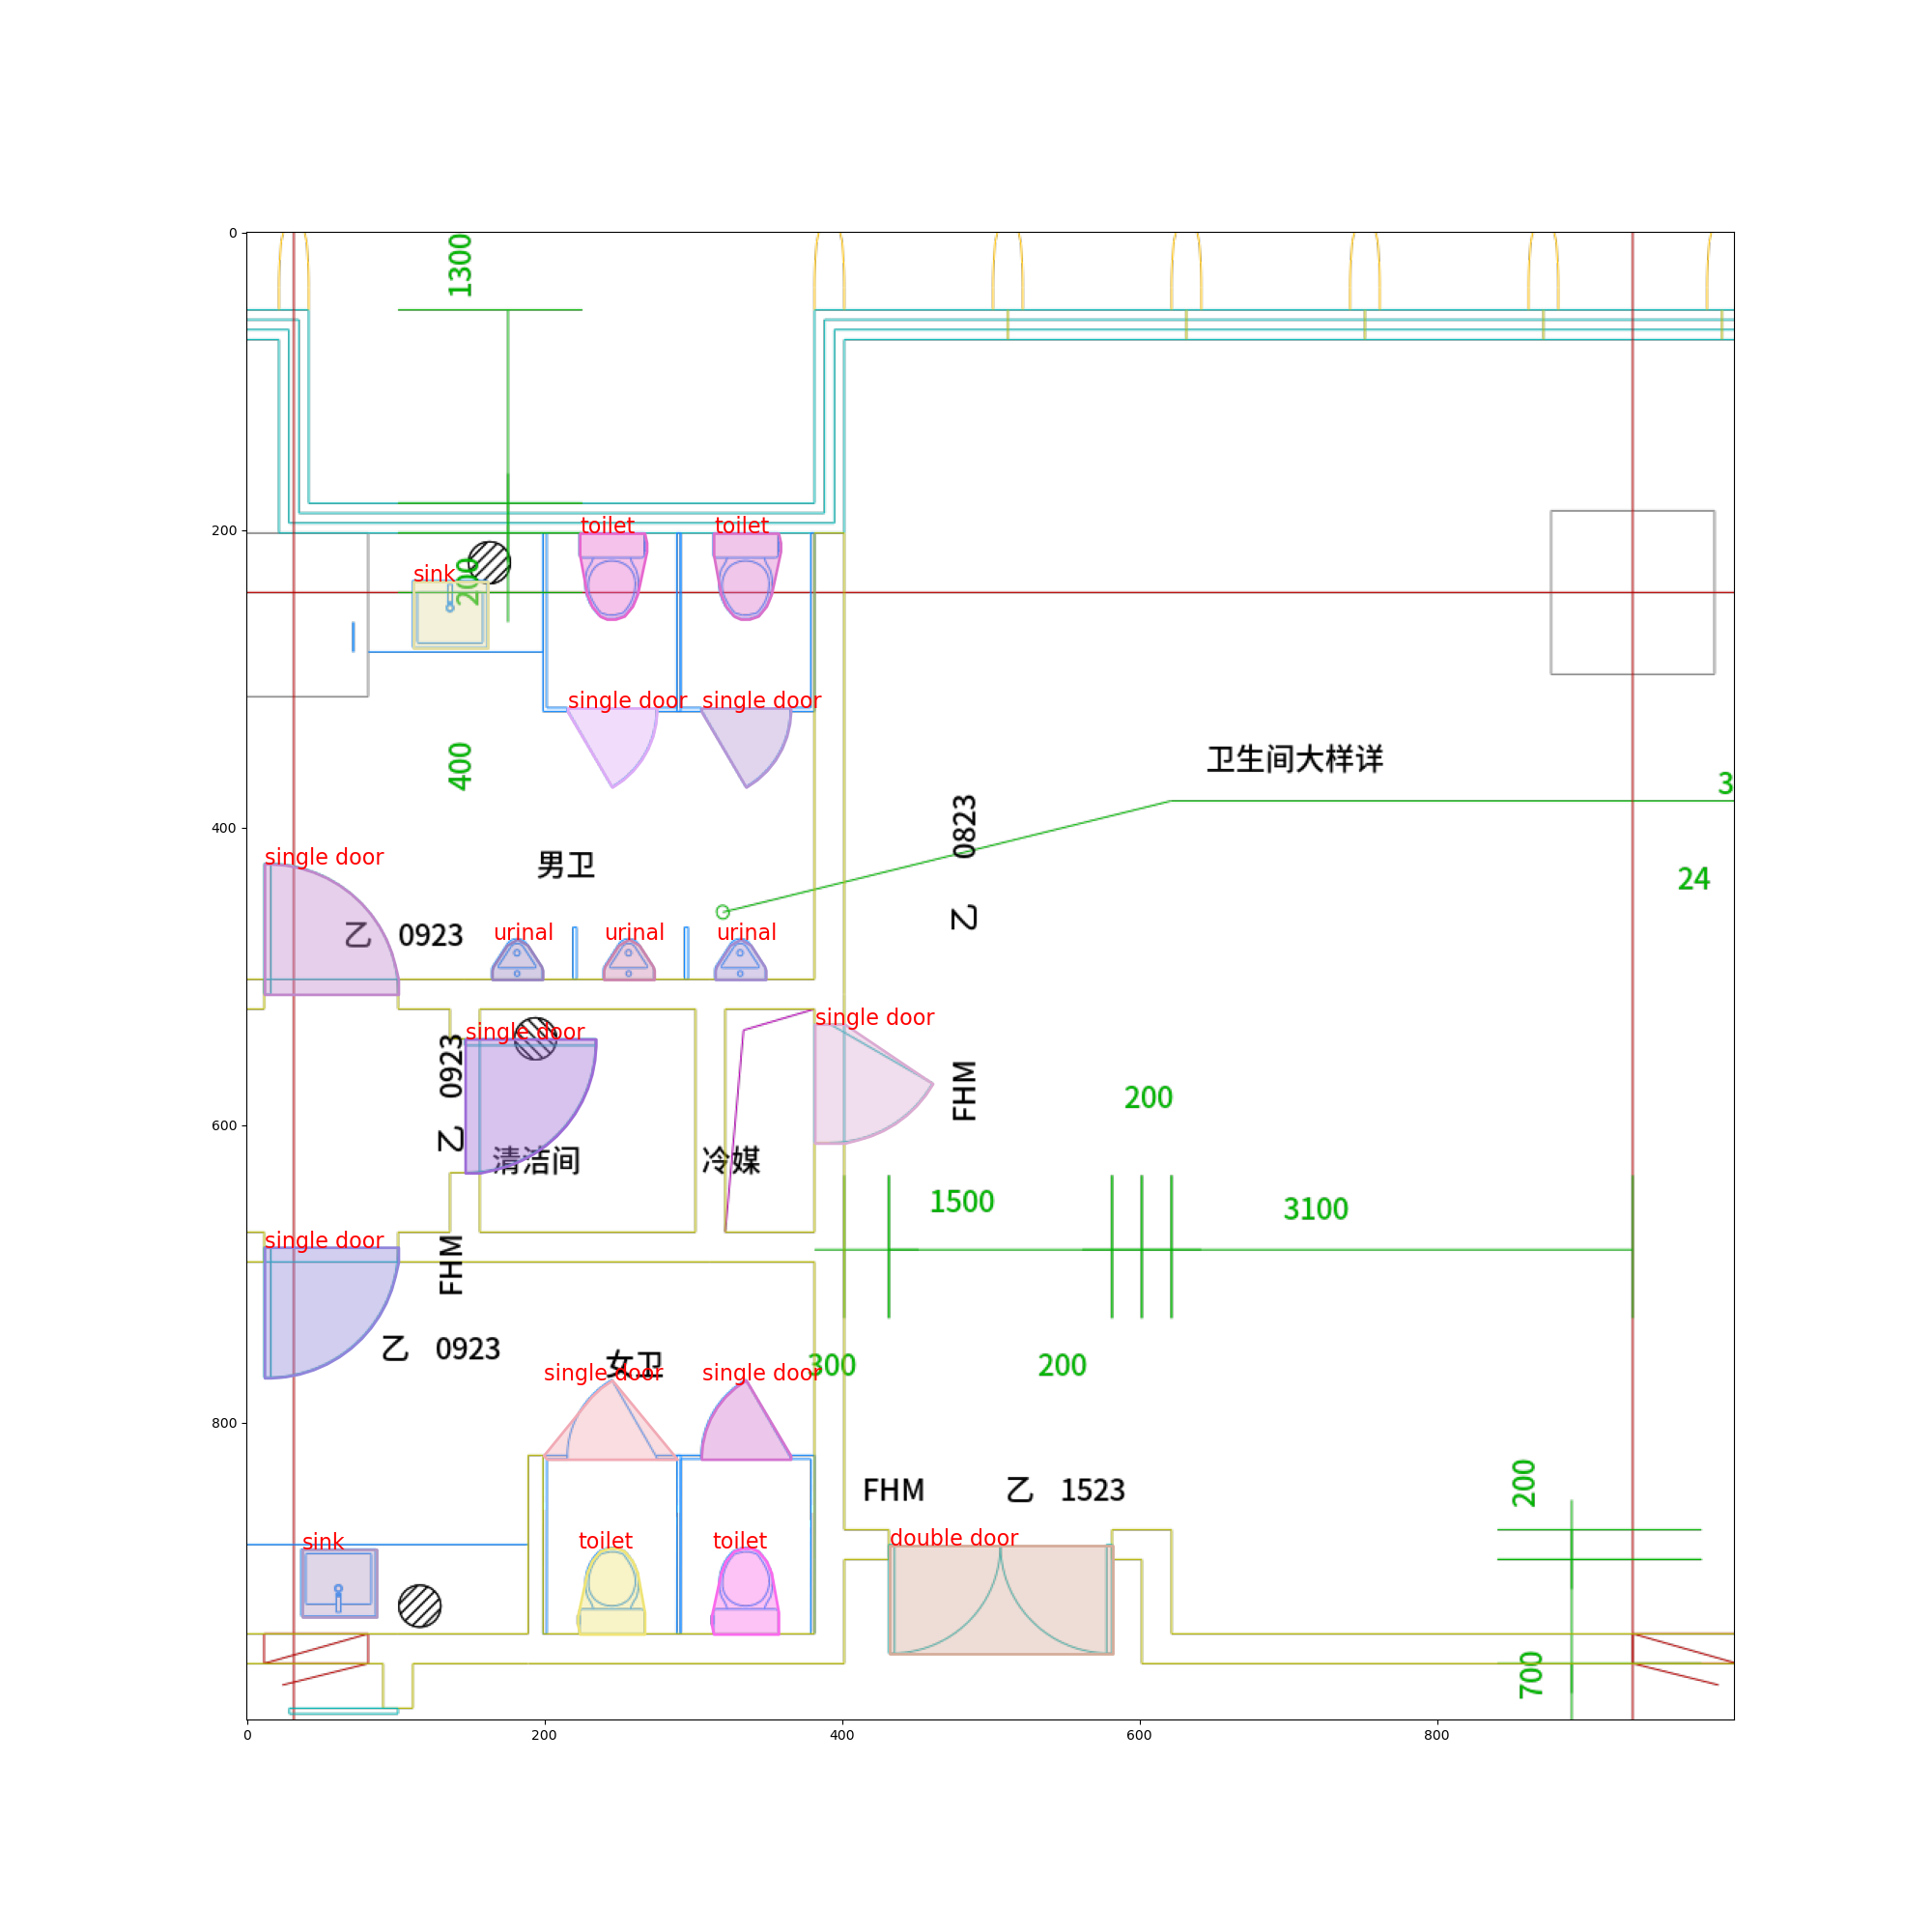 0
1300
200
toilet
toilet
sink
200
single door
single door
400
卫生间大样详
3
0823
乙
FHM
400
single door
男卫
24
乙 0923
urinal
urinal
urinal
single door
single door
0923
乙
FHM
200
600
清洁间
冷媒
1500
3100
single door
乙 0923
女卫
single door
single door
300
200
800
FHM 乙 1523
200
double door
sink
toilet
toilet
700
0
200
400
600
800